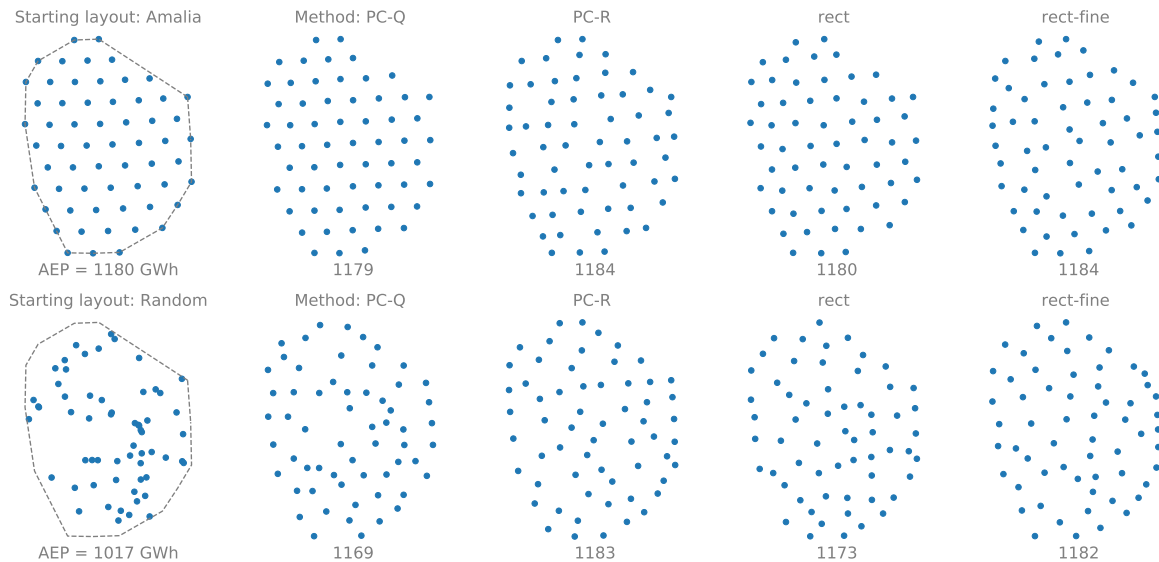 Starting layout: Amalia
Method: PC-Q
PC-R
rect
rect-fine
AEP = 1180 GWh
1179
1184
1180
1184
Starting layout: Random
Method: PC-Q
PC-R
rect
rect-fine
AEP = 1017 GWh
1169
1183
1173
1182